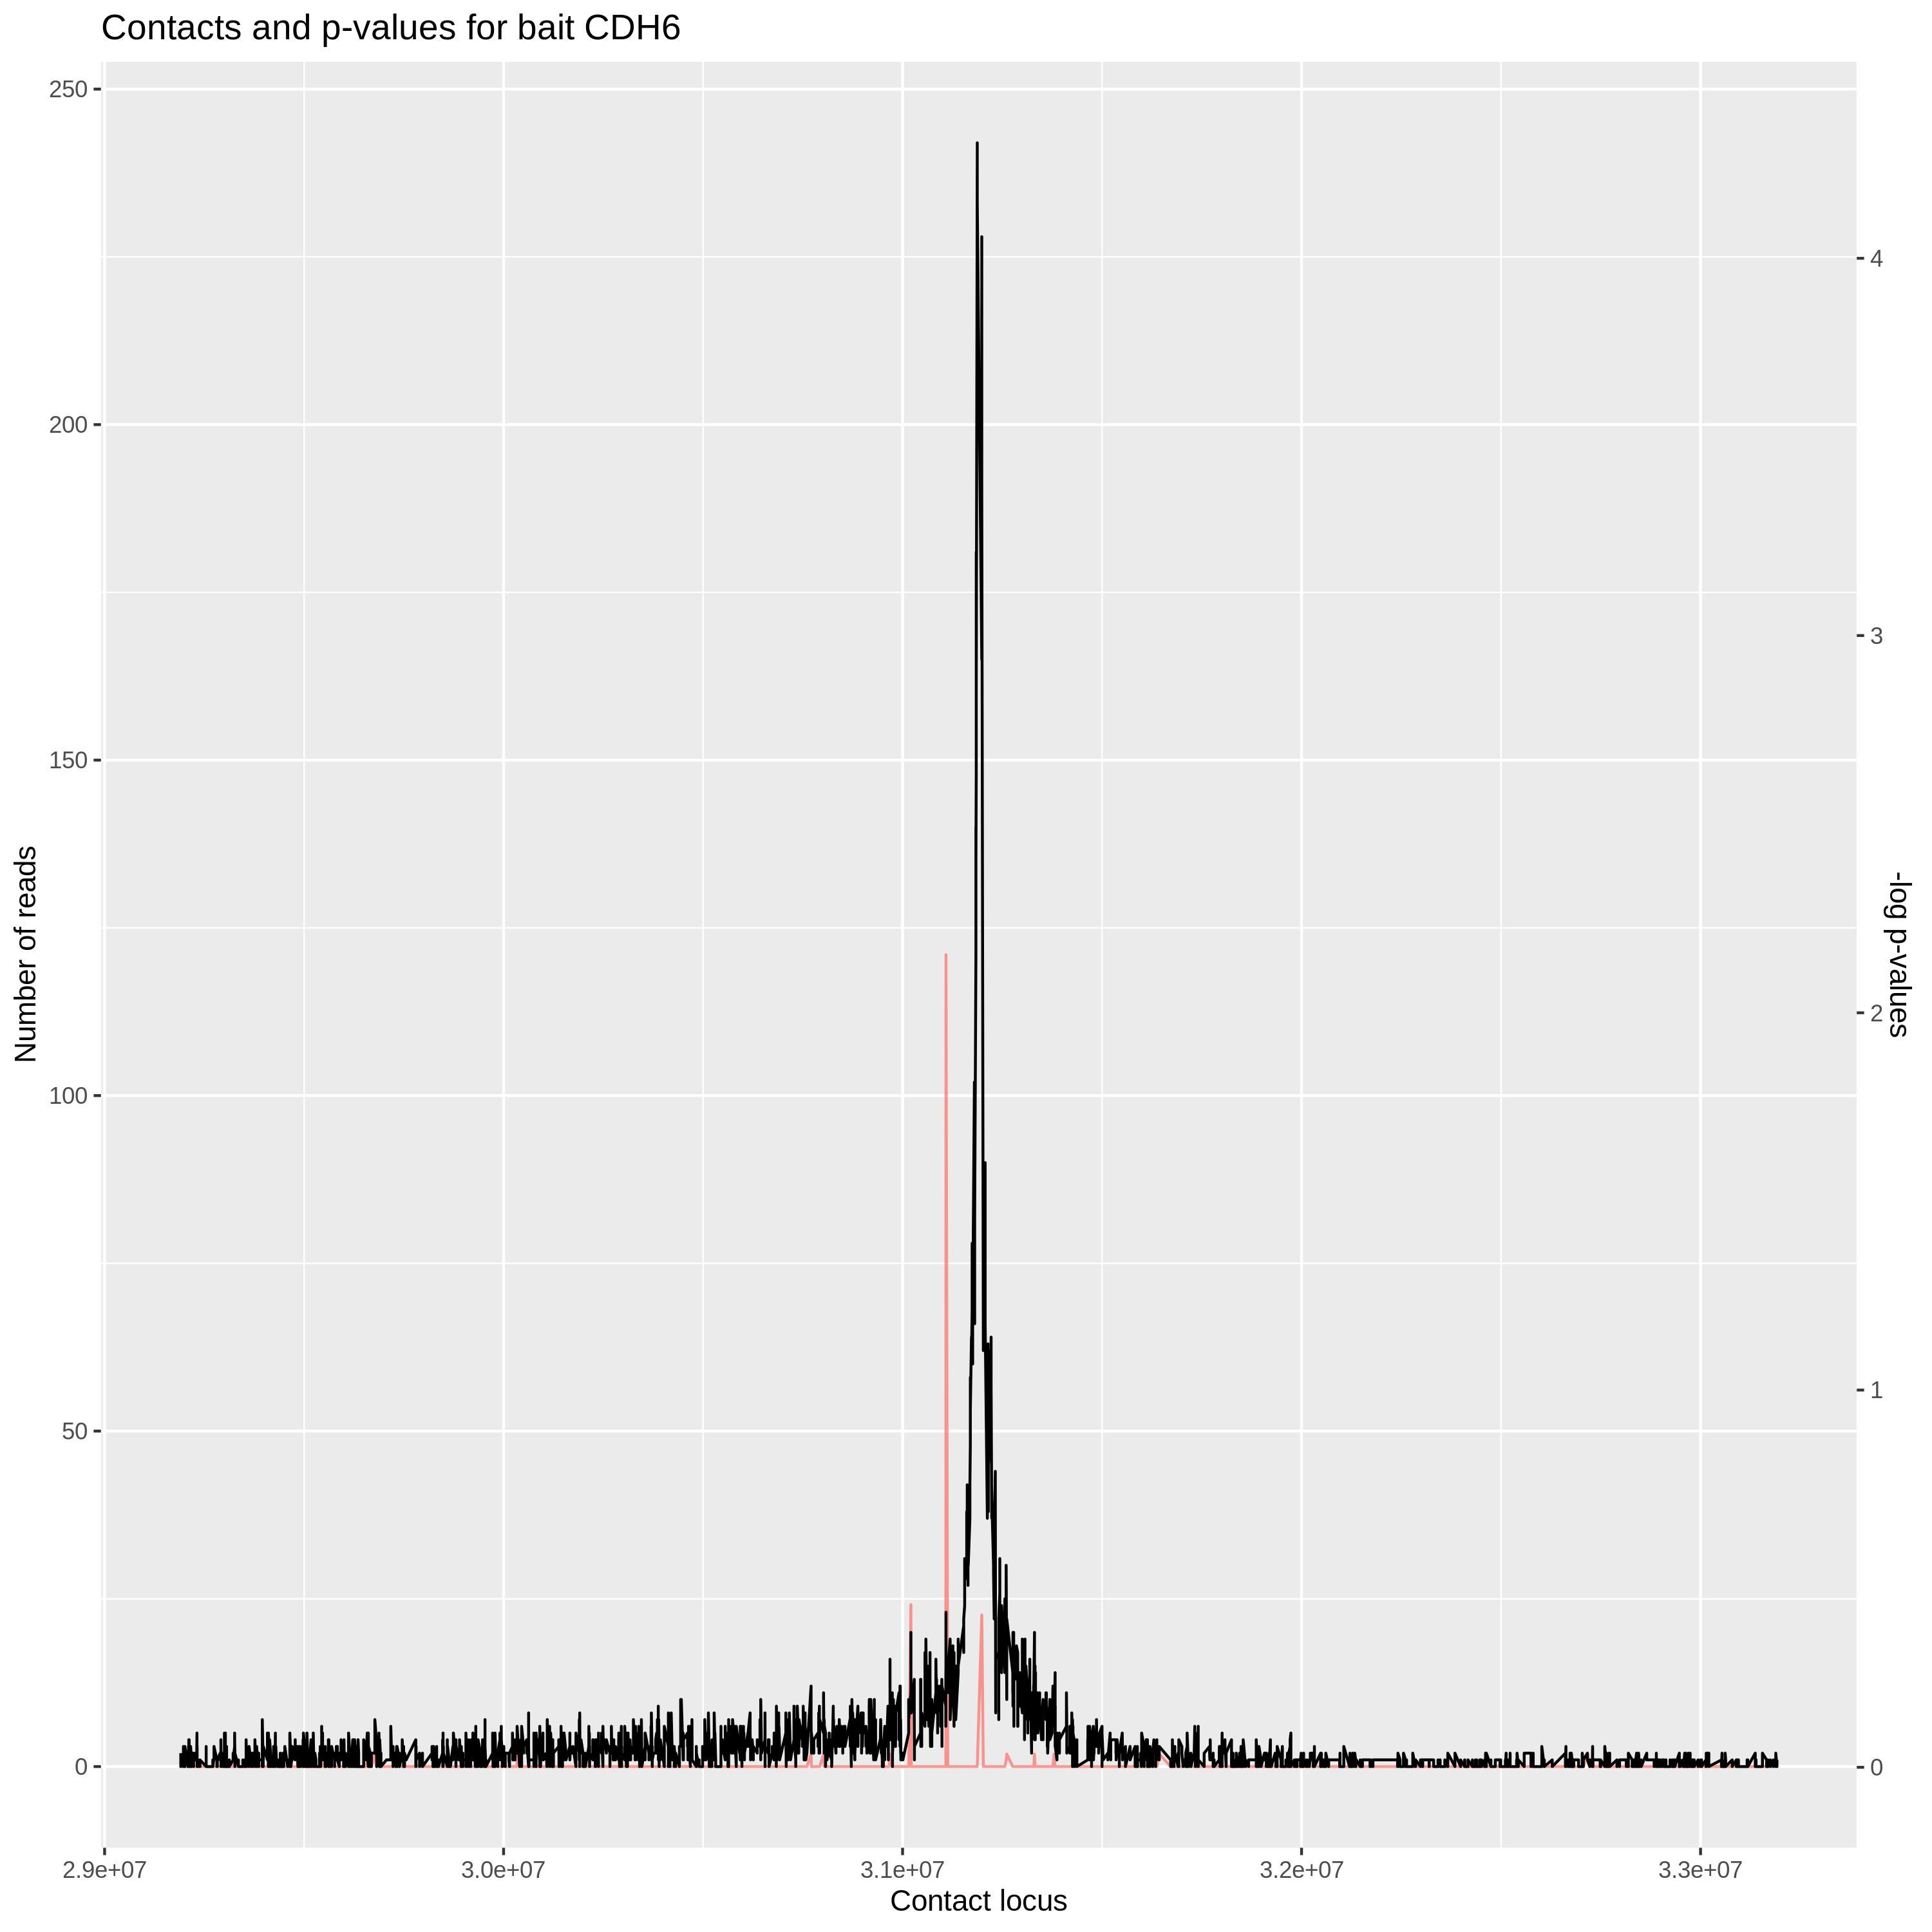 Contacts and p-values for bait CDH6
250
200
150
100
50
0
Number of reads
4
3
2
1
0
-log p-values
2.9e+07 3.0e+07 3.1e+07 3.2e+07 3.3e+07
Contact locus